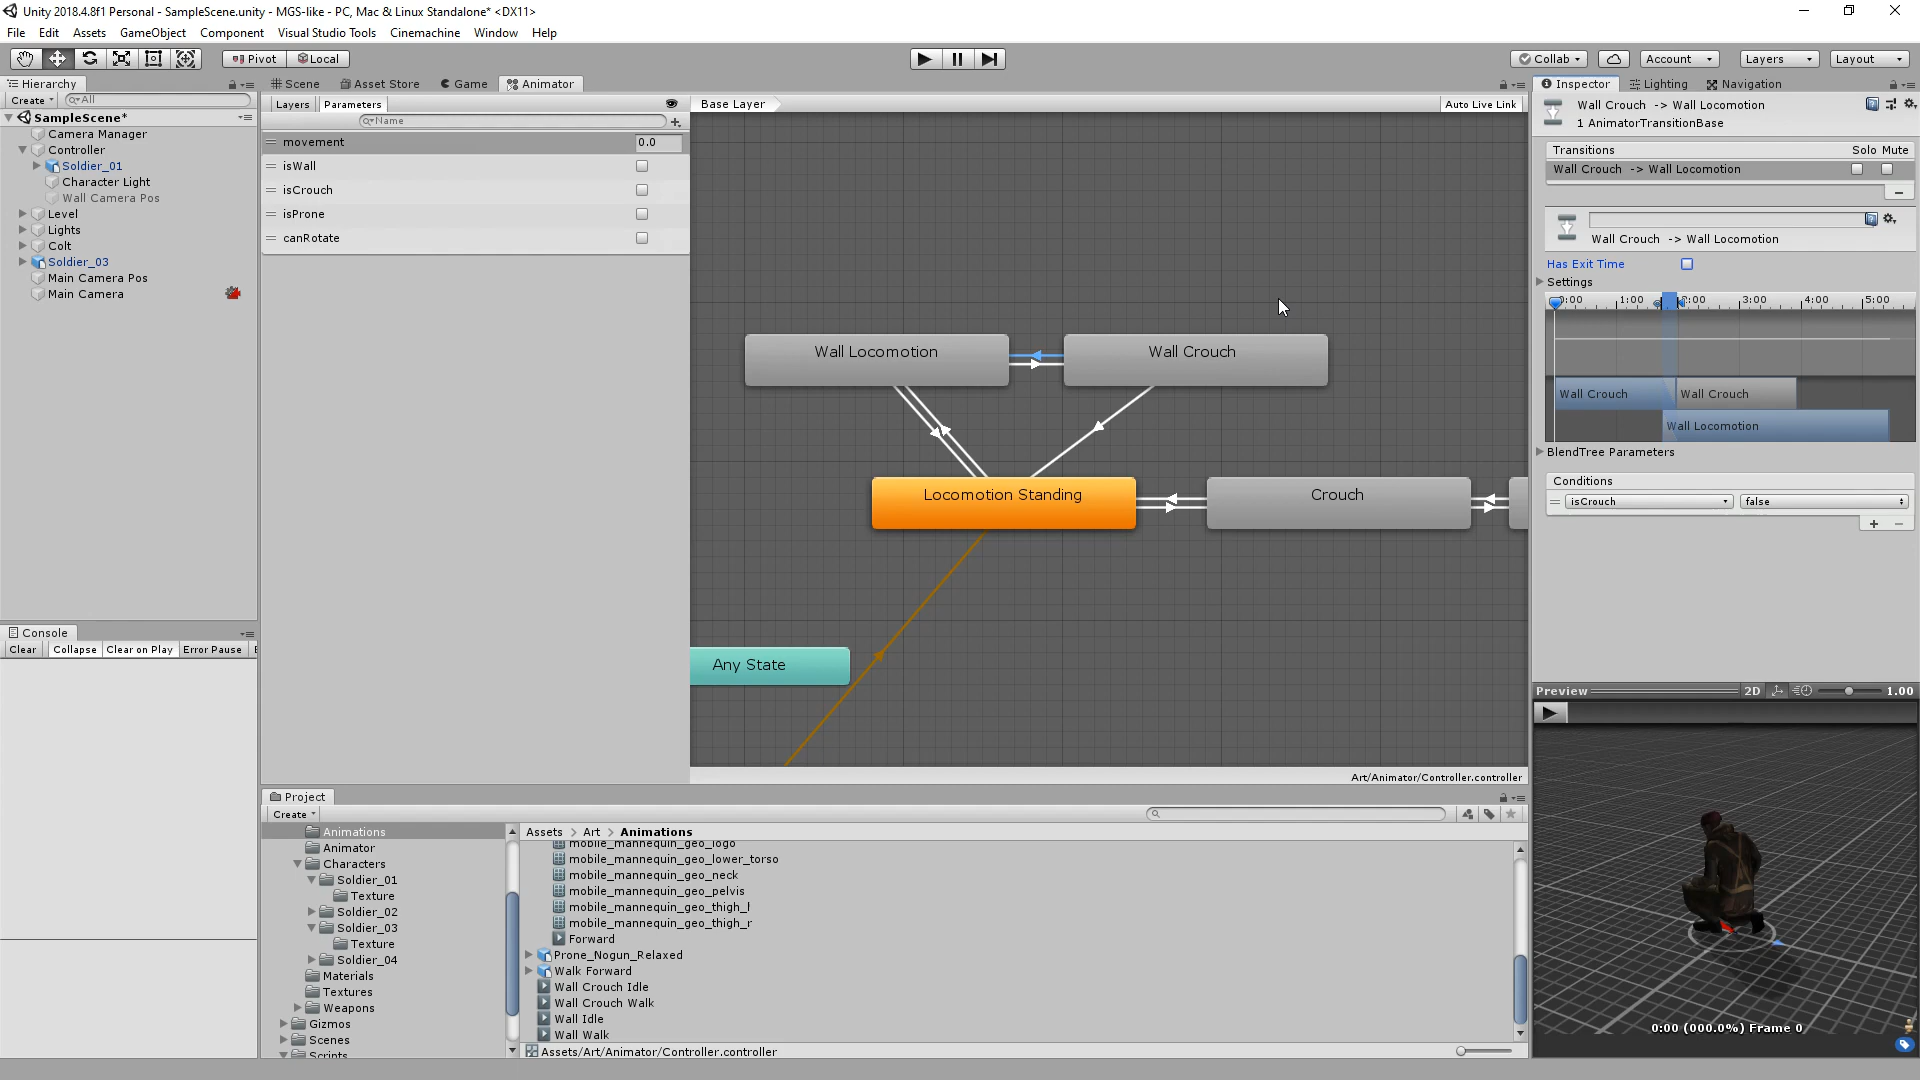 Unity 2018.4.8f1 Personal - SampleScene.unity - MGS-like - PC, Mac & Linux Standalone* <DX11>
File Edit Assets GameObject Component Visual Studio Tools Cinemachine Window Help
Pivot Local Collab Account Layers Layout
Hierarchy
Create All
SampleScene*
Camera Manager
Controller
Soldier_01
Character Light
Wall Camera Pos
Level
Lights
Colt
Soldier_03
Main Camera Pos
Main Camera
Console
Clear Collapse Clear on Play Error Pause
Scene Asset Store Game Animator
Layers Parameters
Name
movement 0.0
isWall
isCrouch
isProne
canRotate
Base Layer Auto Live Link
Wall Locomotion Wall Crouch
Locomotion Standing Crouch
Any State
Art/Animator/Controller.controller
Project
Create
Animations
Animator
Characters
Soldier_01
Texture
Soldier_02
Soldier_03
Texture
Soldier_04
Materials
Textures
Weapons
Gizmos
Scenes
Scripts
Assets > Art > Animations
mobile_mannequin_geo_logo
mobile_mannequin_geo_lower_torso
mobile_mannequin_geo_neck
mobile_mannequin_geo_pelvis
mobile_mannequin_geo_thigh_l
mobile_mannequin_geo_thigh_r
Forward
Prone_Nogun_Relaxed
Walk Forward
Wall Crouch Idle
Wall Crouch Walk
Wall Idle
Wall Walk
Assets/Art/Animator/Controller.controller
Inspector Lighting Navigation
Wall Crouch -> Wall Locomotion
1 AnimatorTransitionBase
Transitions Solo Mute
Wall Crouch -> Wall Locomotion
Wall Crouch -> Wall Locomotion
Has Exit Time
Settings
0:00 1:00 2:00 3:00 4:00 5:00
Wall Crouch Wall Crouch
Wall Locomotion
BlendTree Parameters
Conditions
isCrouch false
Preview 2D 1.00
0:00 (000.0%) Frame 0